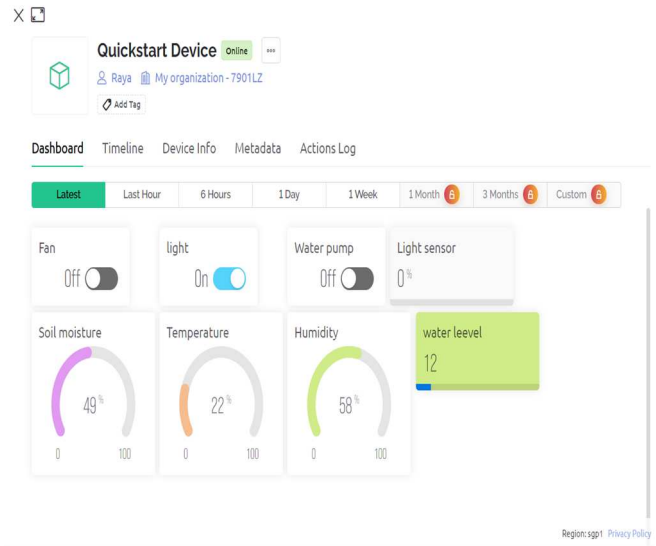 Quickstart Device Online
Raya My organization - 7901LZ
Add Tag
Dashboard Timeline Device Info Metadata Actions Log
Latest Last Hour 6 Hours 1 Day 1 Week 1 Month 3 Months Custom
Fan light Water pump Light sensor
Off On Off 0 %
Soil moisture Temperature Humidity water leevel
12
49 % 22 % 58 %
0 100 0 100 0 100
Region: sgp1 Privacy Policy